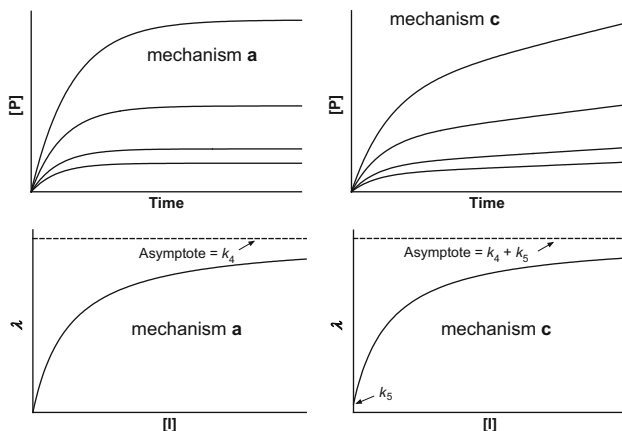 mechanism a
[P]
Time
mechanism c
[P]
Time
Asymptote = k4
mechanism a
λ
[I]
Asymptote = k4 + k5
mechanism c
λ
k5
[I]